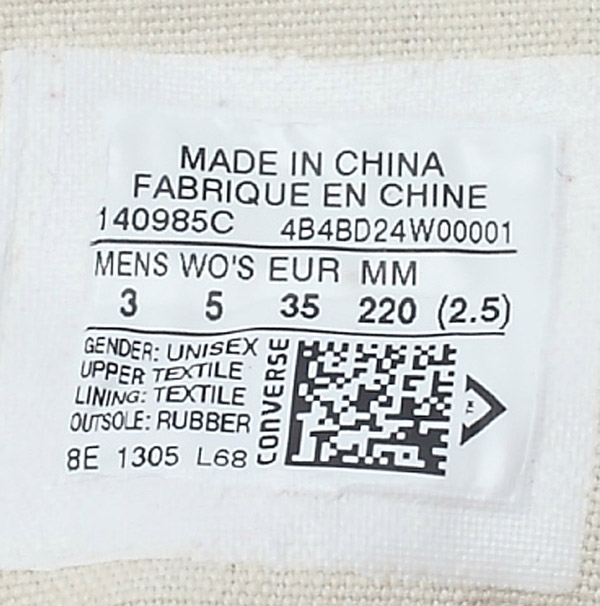 MADE IN CHINA
FABRIQUE EN CHINE
140985C 4B4BD24W00001
MENS WO'S EUR MM
3 5 35 220 (2.5)
GENDER: UNISEX
UPPER TEXTILE
LINING: TEXTILE
OUTSOLE: RUBBER
8E 1305 L68
CONVERSE